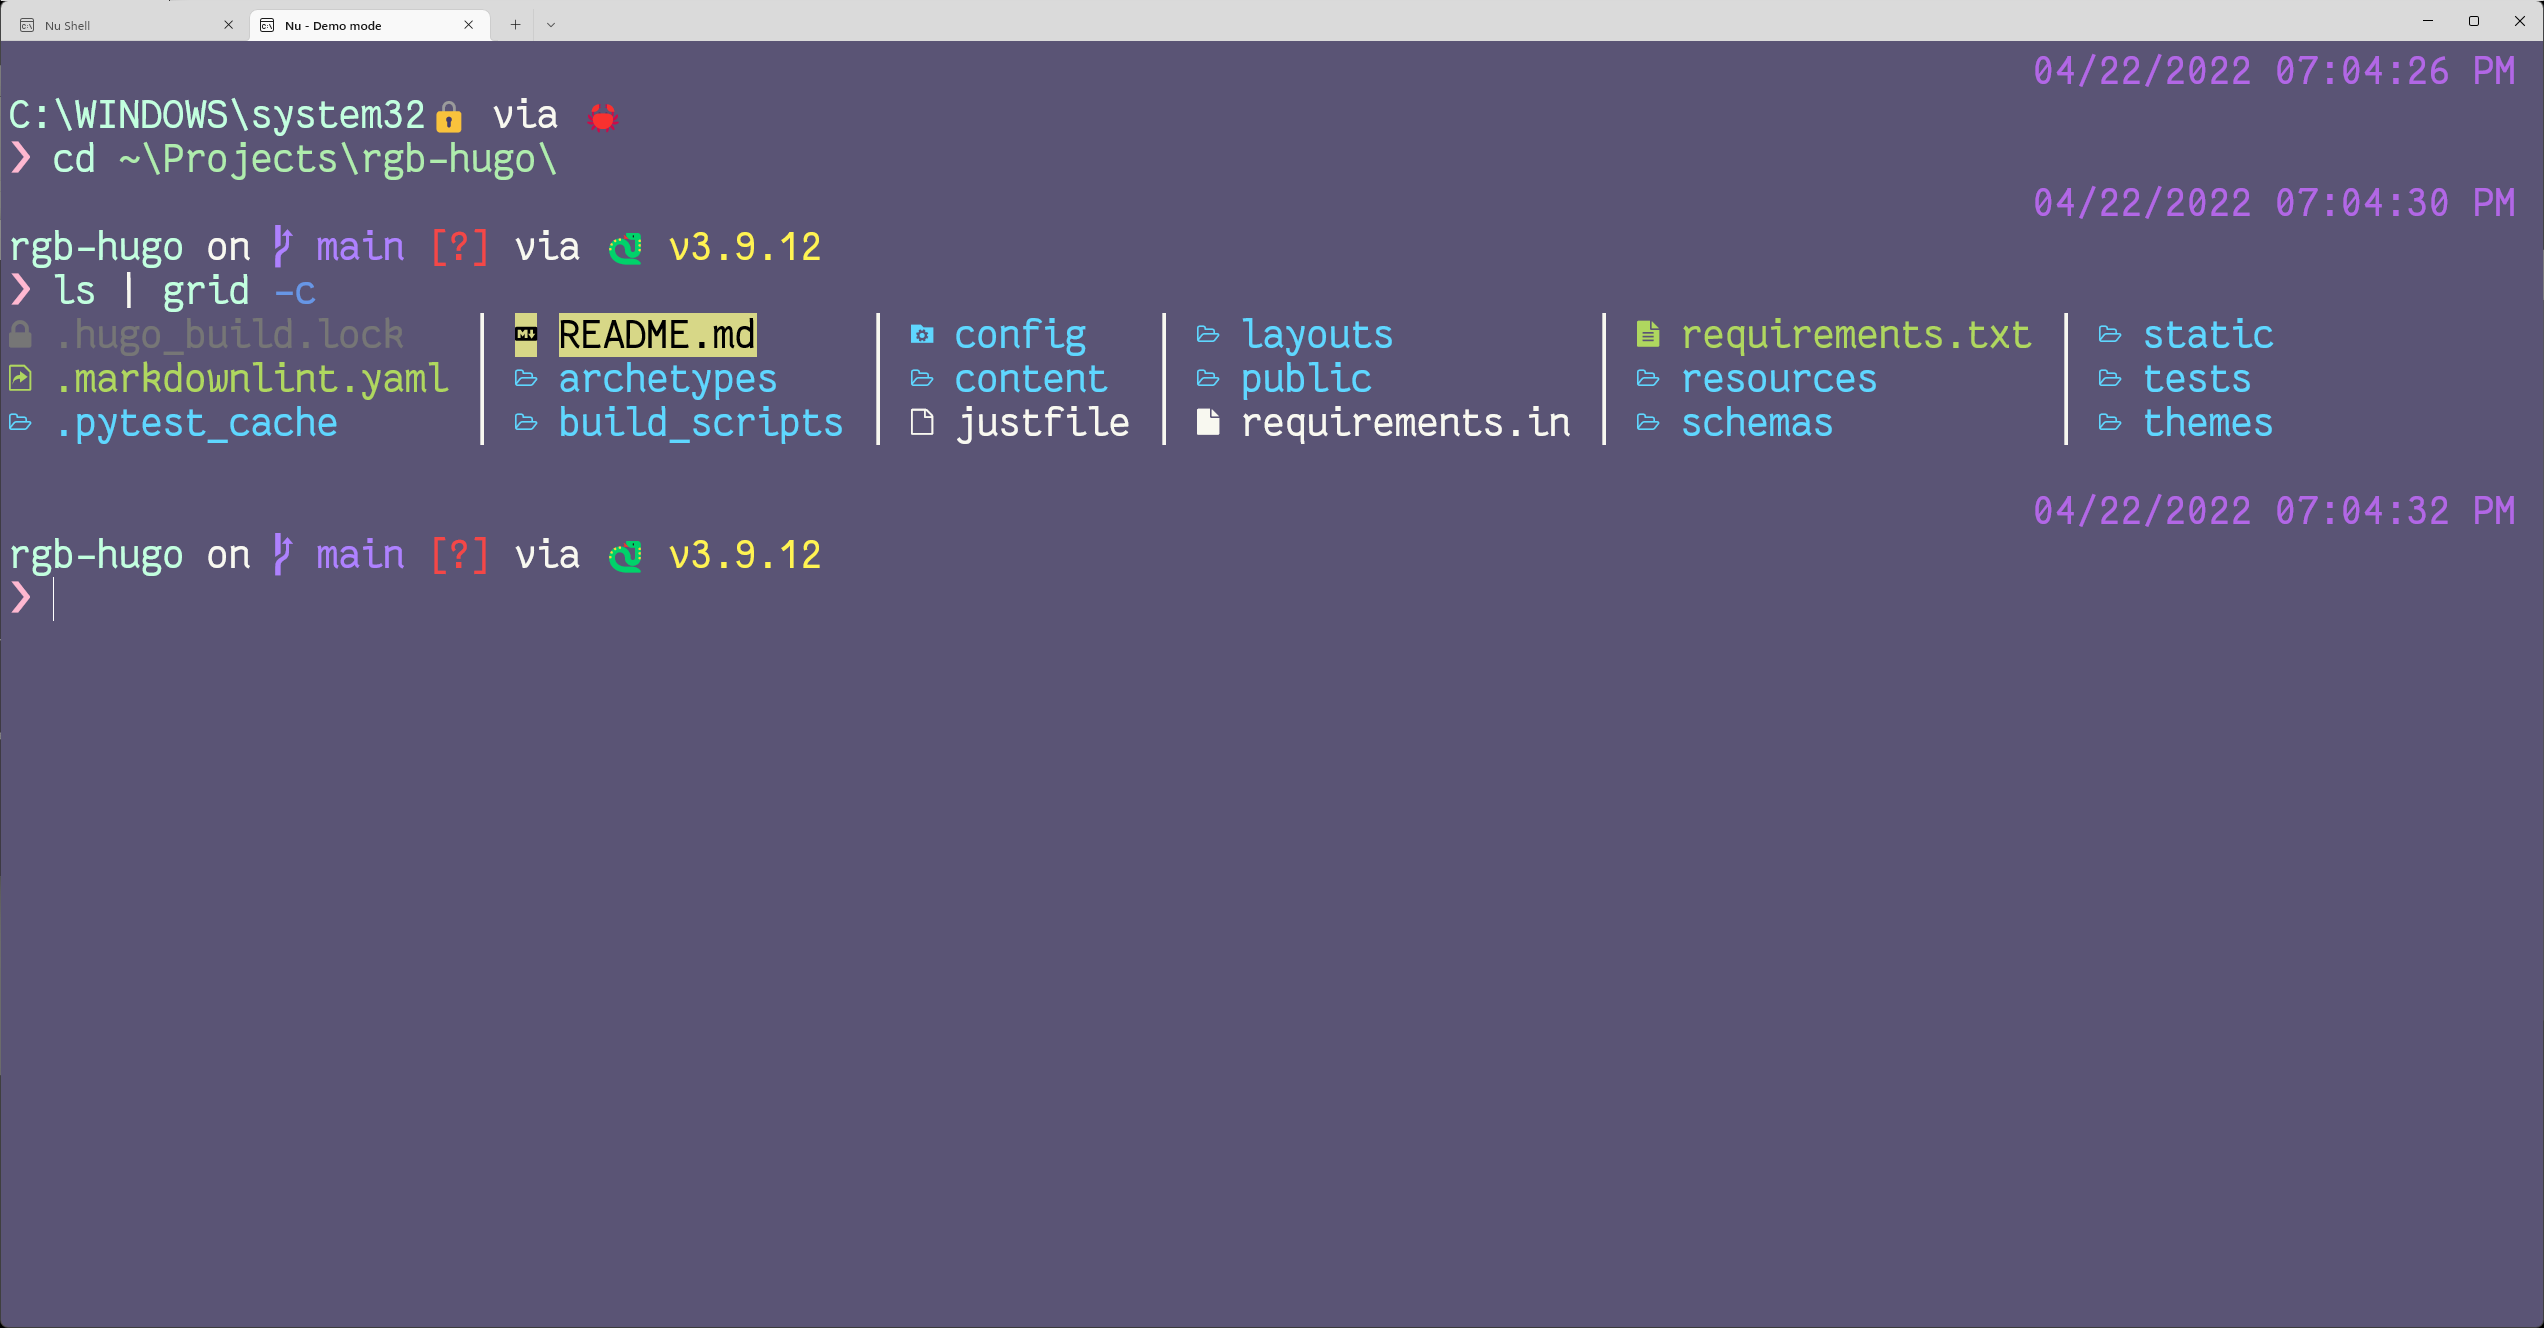 Nu Shell
Nu - Demo mode
04/22/2022 07:04:26 PM
C:\WINDOWS\system32🔒 via 🦀
❯ cd ~\Projects\rgb-hugo\
04/22/2022 07:04:30 PM
rgb-hugo on  main [?] via 🐍 v3.9.12
❯ ls | grid -c
.hugo_build.lock │ README.md │ config │ layouts │ requirements.txt │ static
.markdownlint.yaml │ archetypes │ content │ public │ resources │ tests
.pytest_cache │ build_scripts │ justfile │ requirements.in │ schemas │ themes
04/22/2022 07:04:32 PM
rgb-hugo on  main [?] via 🐍 v3.9.12
❯